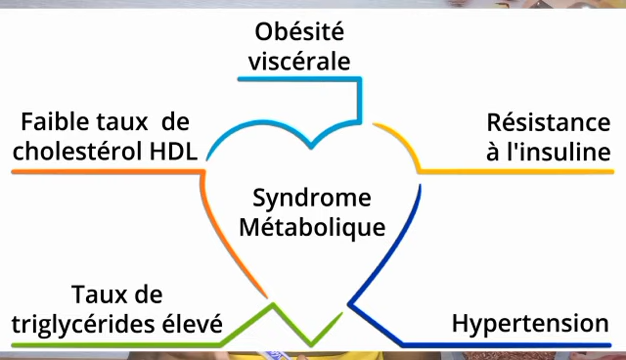 Obésité
viscérale
Faible taux de
cholestérol HDL
Résistance
à l'insuline
Syndrome
Métabolique
Taux de
triglycérides élevé
Hypertension